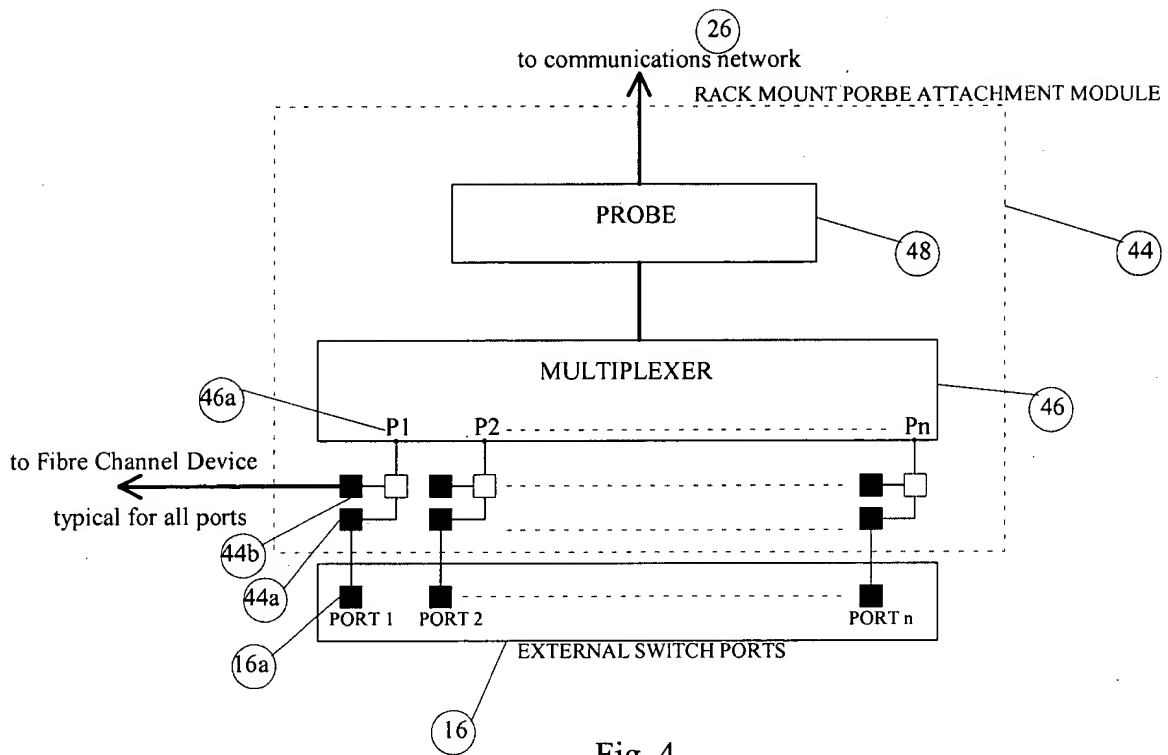 26
to communications network
RACK MOUNT PORBE ATTACHMENT MODULE
PROBE
48
44
MULTIPLEXER
46a
46
P1 P2 Pn
to Fibre Channel Device
typical for all ports
44b
44a
PORT 1 PORT 2 PORT n
16a
EXTERNAL SWITCH PORTS
16
Fig. 4